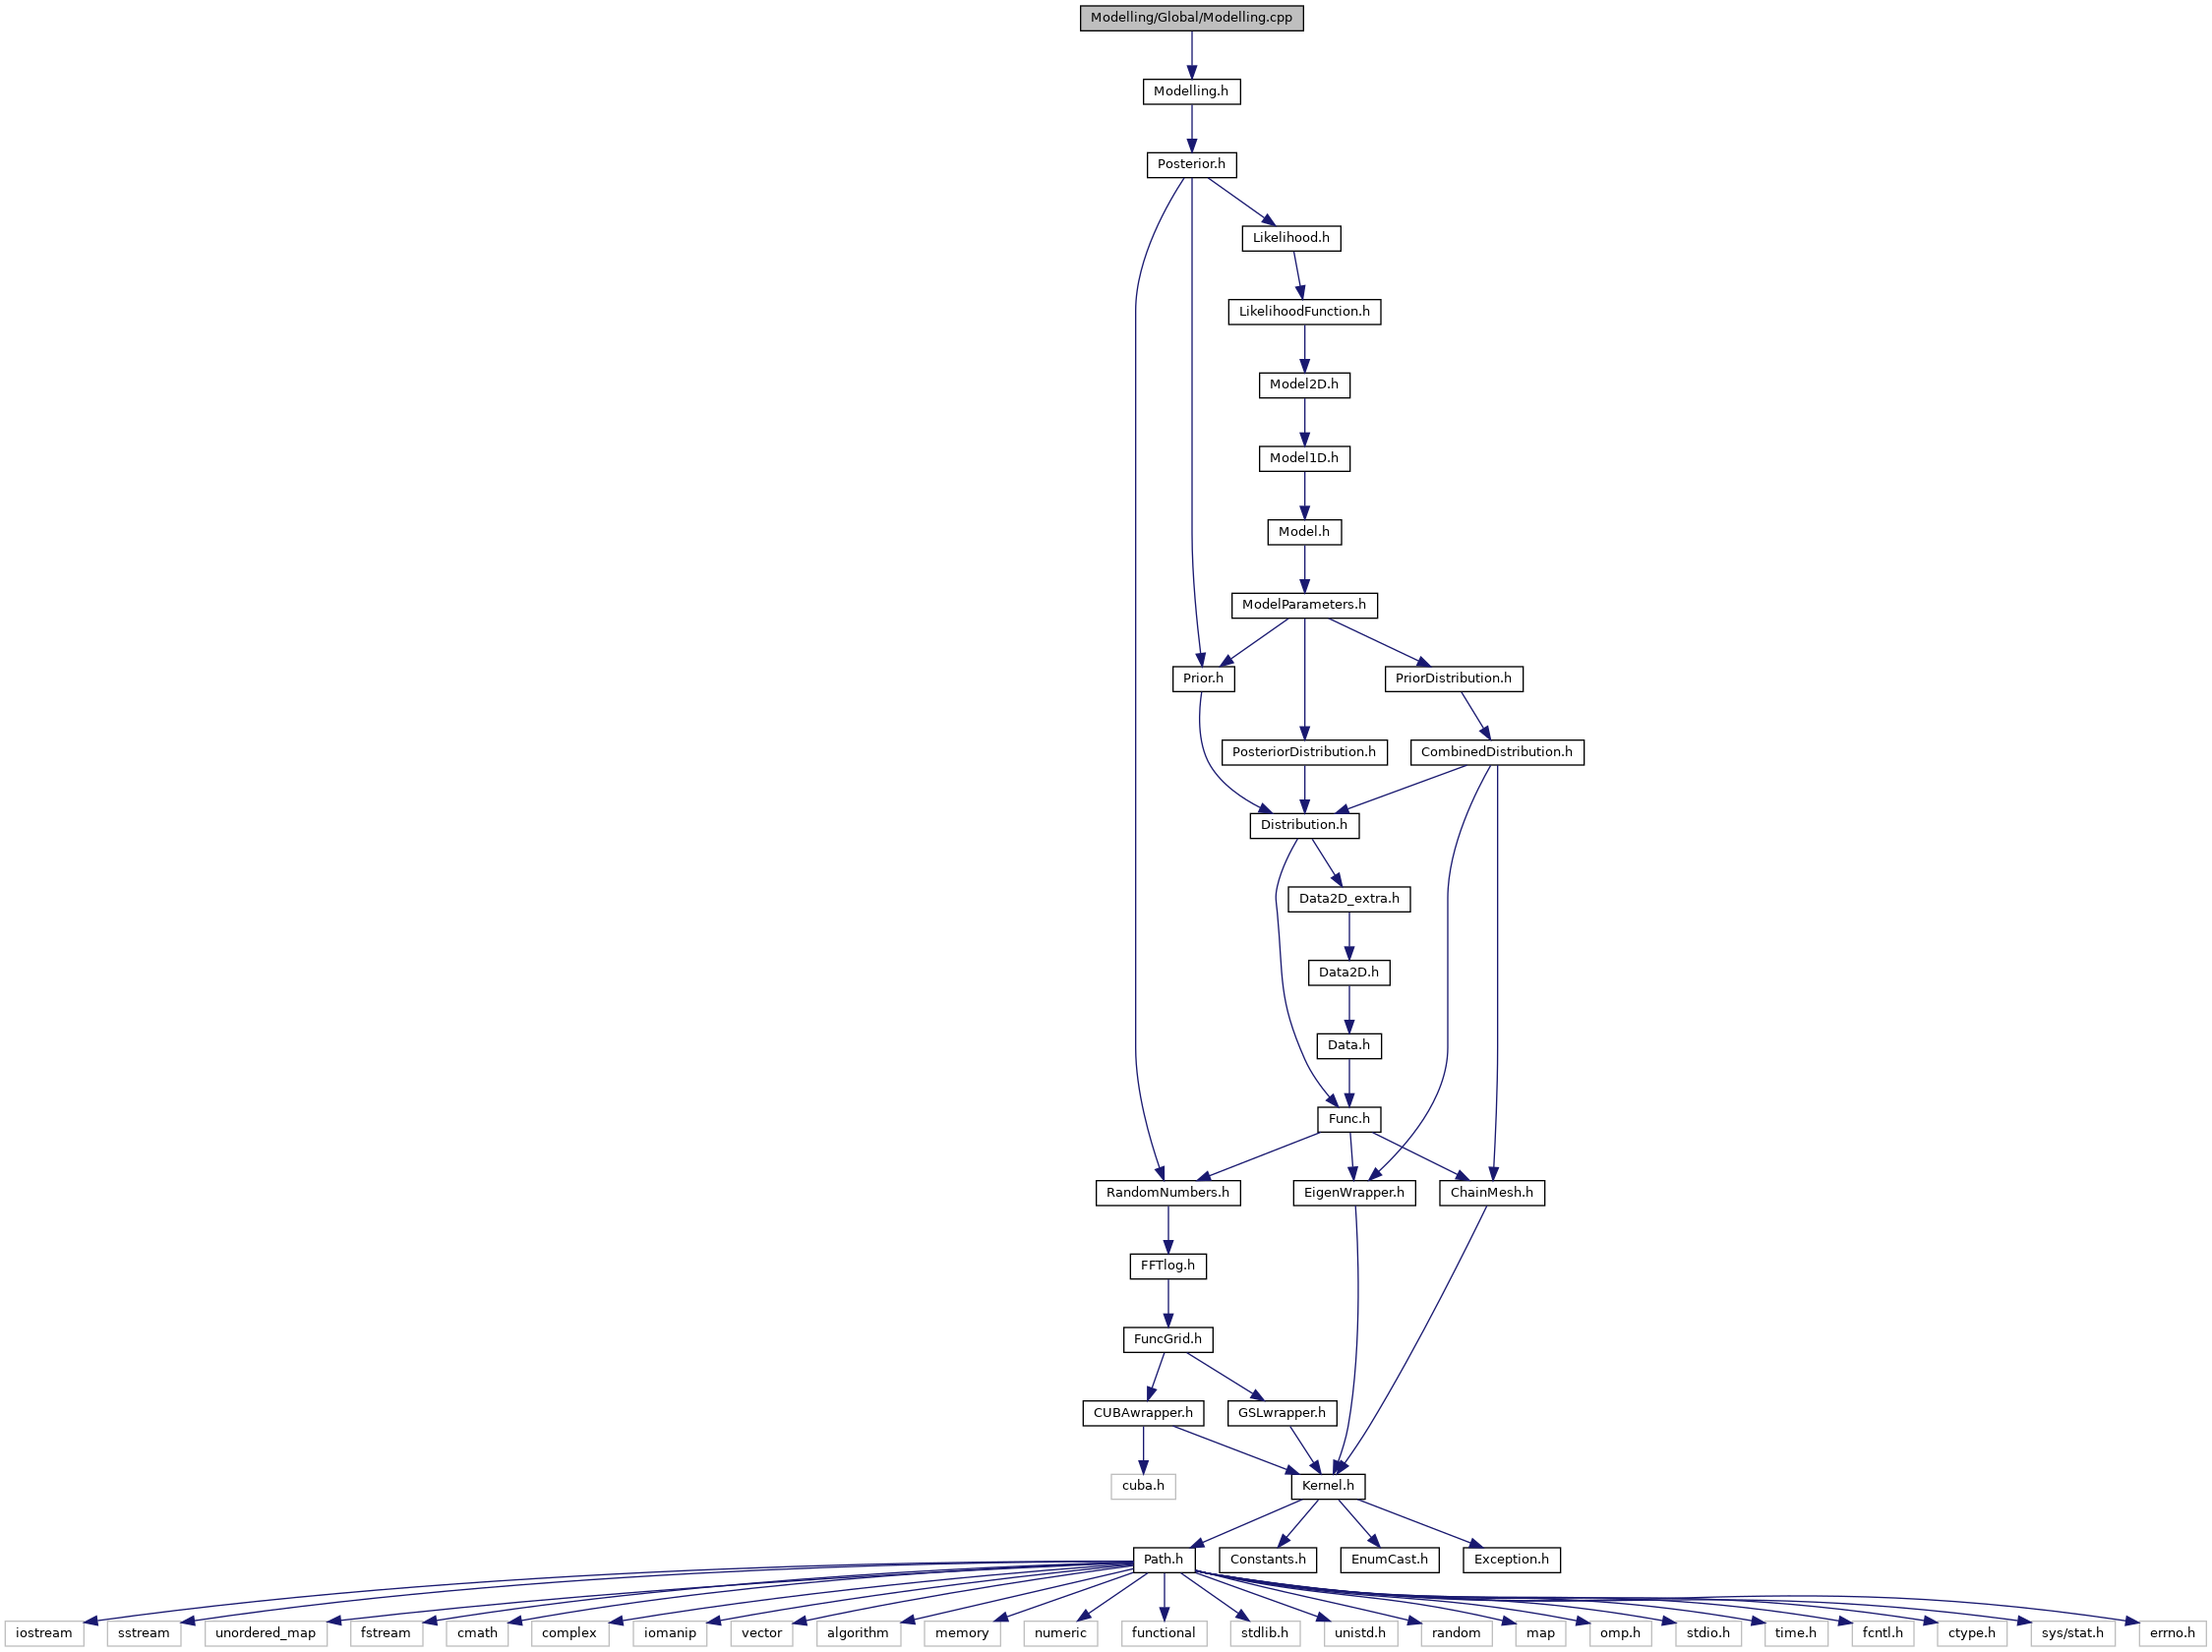 Modelling/Global/Modelling.cpp
Modelling.h
Posterior.h
Likelihood.h
LikelihoodFunction.h
Model2D.h
Model1D.h
Model.h
ModelParameters.h
Prior.h
PriorDistribution.h
PosteriorDistribution.h
CombinedDistribution.h
Distribution.h
Data2D_extra.h
Data2D.h
Data.h
Func.h
RandomNumbers.h
EigenWrapper.h
ChainMesh.h
FFTlog.h
FuncGrid.h
CUBAwrapper.h
GSLwrapper.h
cuba.h
Kernel.h
Path.h
Constants.h
EnumCast.h
Exception.h
iostream
sstream
unordered_map
fstream
cmath
complex
iomanip
vector
algorithm
memory
numeric
functional
stdlib.h
unistd.h
random
map
omp.h
stdio.h
time.h
fcntl.h
ctype.h
sys/stat.h
errno.h